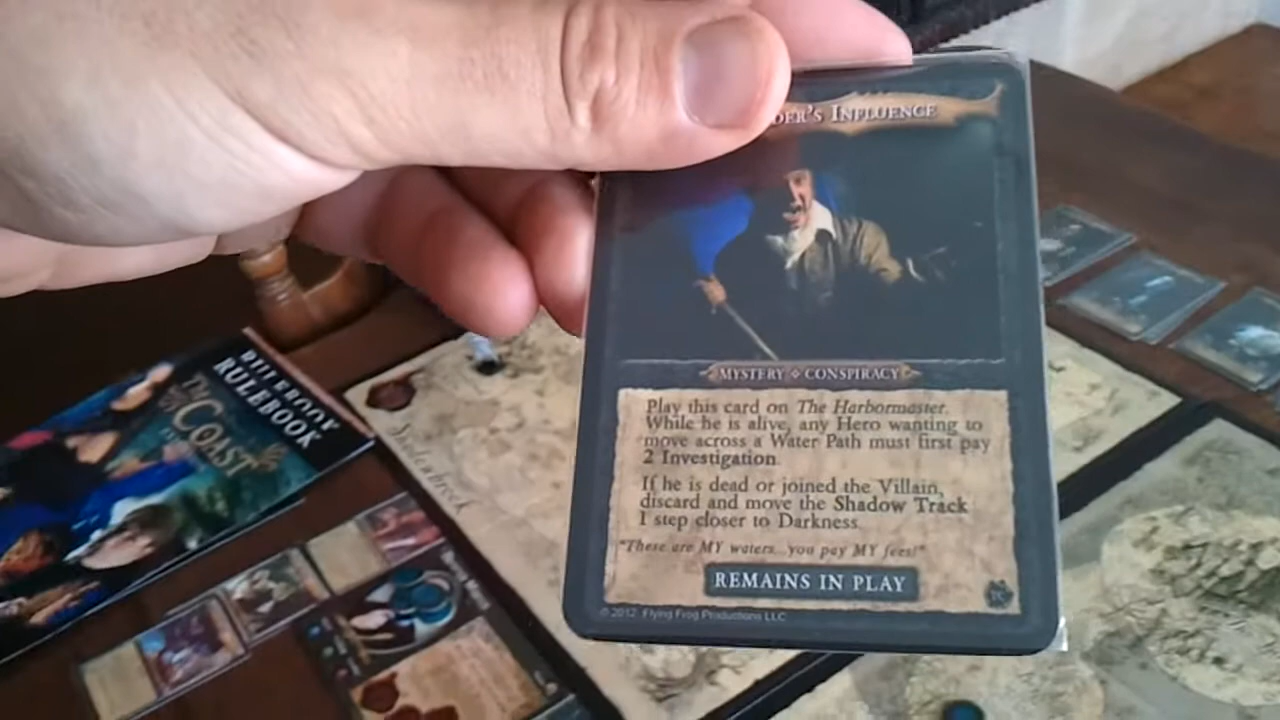 DER'S INFLUENCE
MYSTERY CONSPIRACY
Play this card on The Harbormaster.
While he is alive, any Hero wanting to
move across a Water Path must first pay
2 Investigation.
If he is dead or joined the Villain,
discard and move the Shadow Track
1 step closer to Darkness.
"These are MY waters...you pay MY fees!"
REMAINS IN PLAY
© 2012 Flying Frog Productions LLC
RULEBOOK
THE
COAST